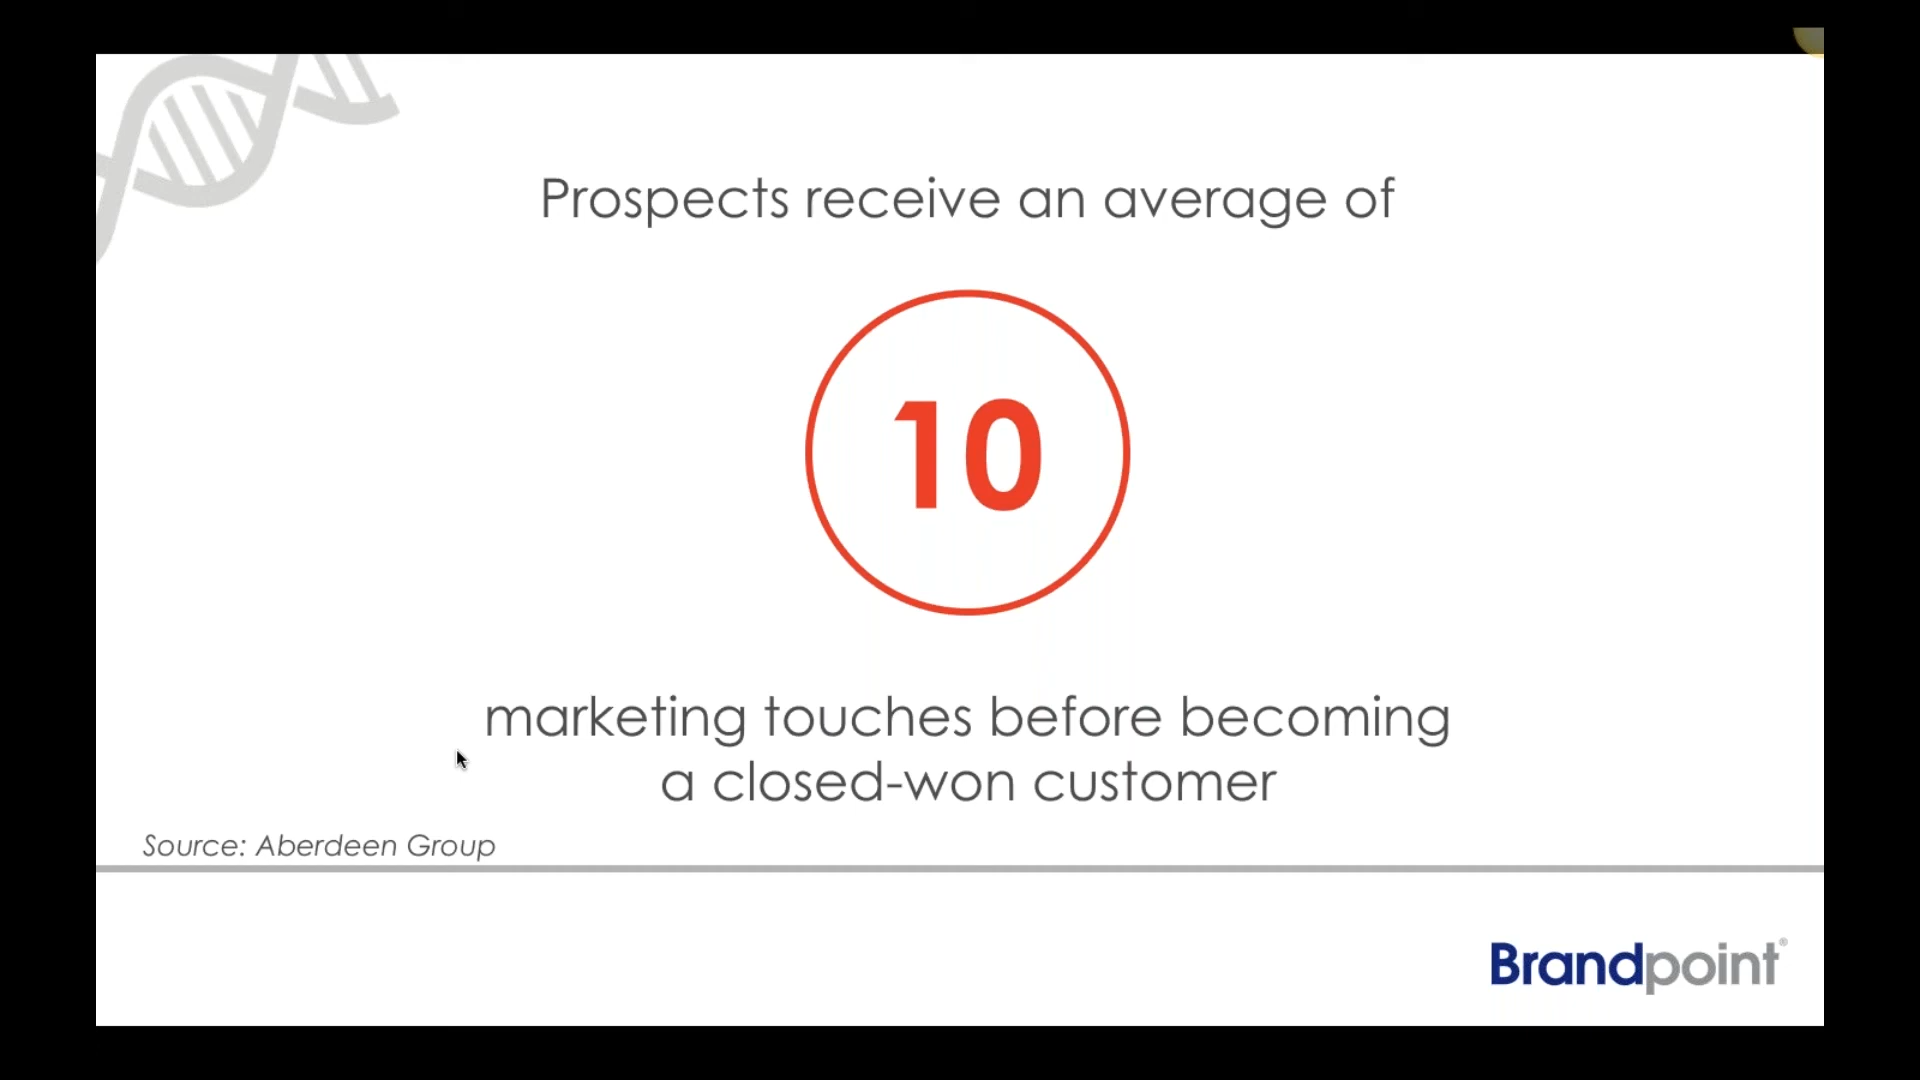 Prospects receive an average of
10
marketing touches before becoming
a closed-won customer
Source: Aberdeen Group
Brandpoint®